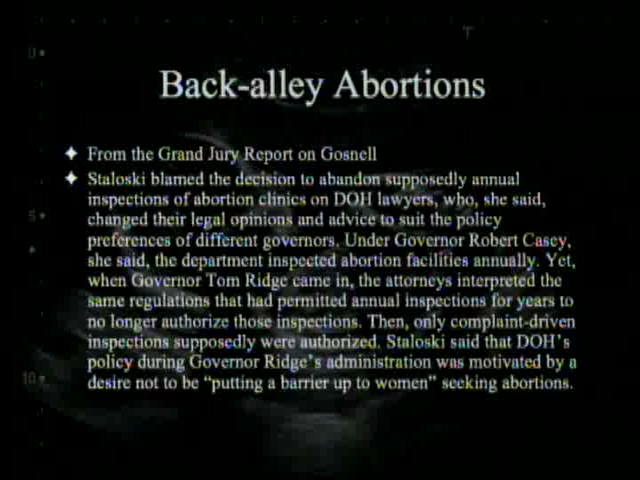 Back-alley Abortions
From the Grand Jury Report on Gosnell
Staloski blamed the decision to abandon supposedly annual
inspections of abortion clinics on DOH lawyers, who, she said,
changed their legal opinions and advice to suit the policy
preferences of different governors. Under Governor Robert Casey,
she said, the department inspected abortion facilities annually. Yet,
when Governor Tom Ridge came in, the attorneys interpreted the
same regulations that had permitted annual inspections for years to
no longer authorize those inspections. Then, only complaint-driven
inspections supposedly were authorized. Staloski said that DOH's
policy during Governor Ridge's administration was motivated by a
desire not to be “putting a barrier up to women” seeking abortions.
0
5
10